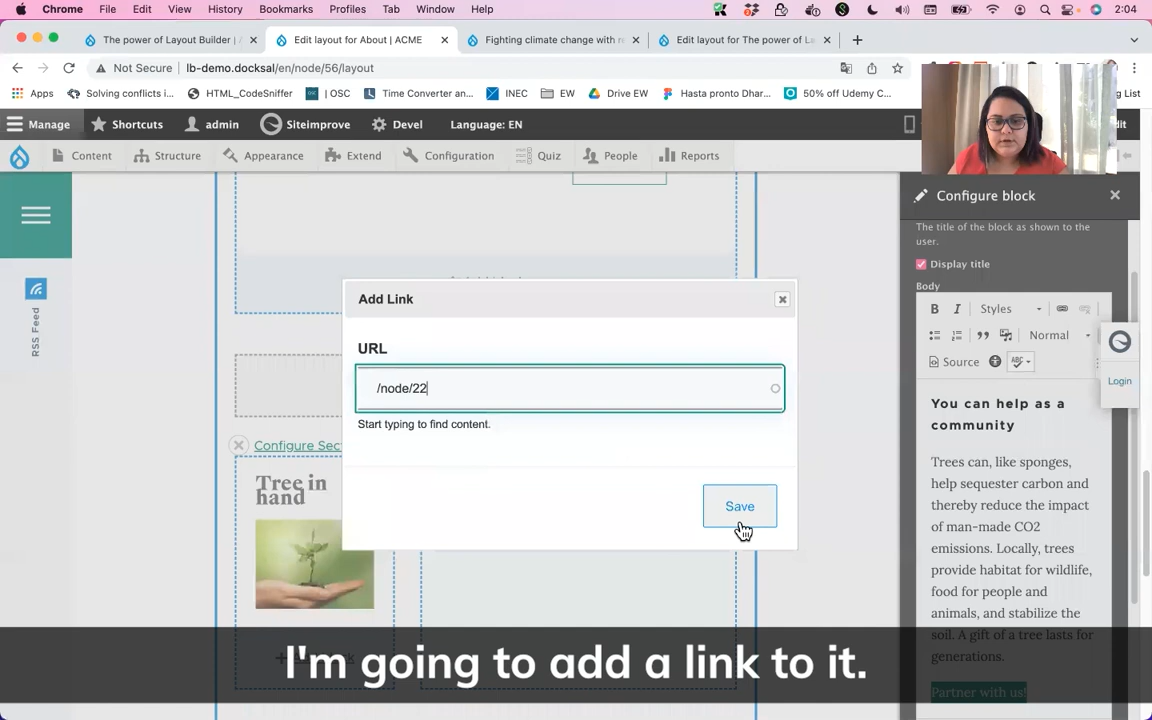 Chrome File Edit View History Bookmarks Profiles Tab Window Help 2:04
The power of Layout Builder | A
Edit layout for About | ACME
Fighting climate change with r
Edit layout for The power of La
Not Secure lb-demo.docksal/en/node/56/layout
Apps Solving conflicts i... HTML_CodeSniffer | OSC Time Converter an... INEC EW Drive EW Hasta pronto Dhar... 50% off Udemy C... g List
Manage Shortcuts admin Siteimprove Devel Language: EN dit
Content Structure Appearance Extend Configuration Quiz People Reports
Configure block
The title of the block as shown to the
user.
Display title
Body
B I Styles
Normal
Source ABC
Login
You can help as a
community
Trees can, like sponges,
help sequester carbon and
thereby reduce the impact
of man-made CO2
emissions. Locally, trees
provide habitat for wildlife,
food for people and
animals, and stabilize the
soil. A gift of a tree lasts for
generations.
Partner with us!
RSS Feed
Add Link
URL
/node/22
Start typing to find content.
Save
Configure Sec
Tree in
hand
I'm going to add a link to it.